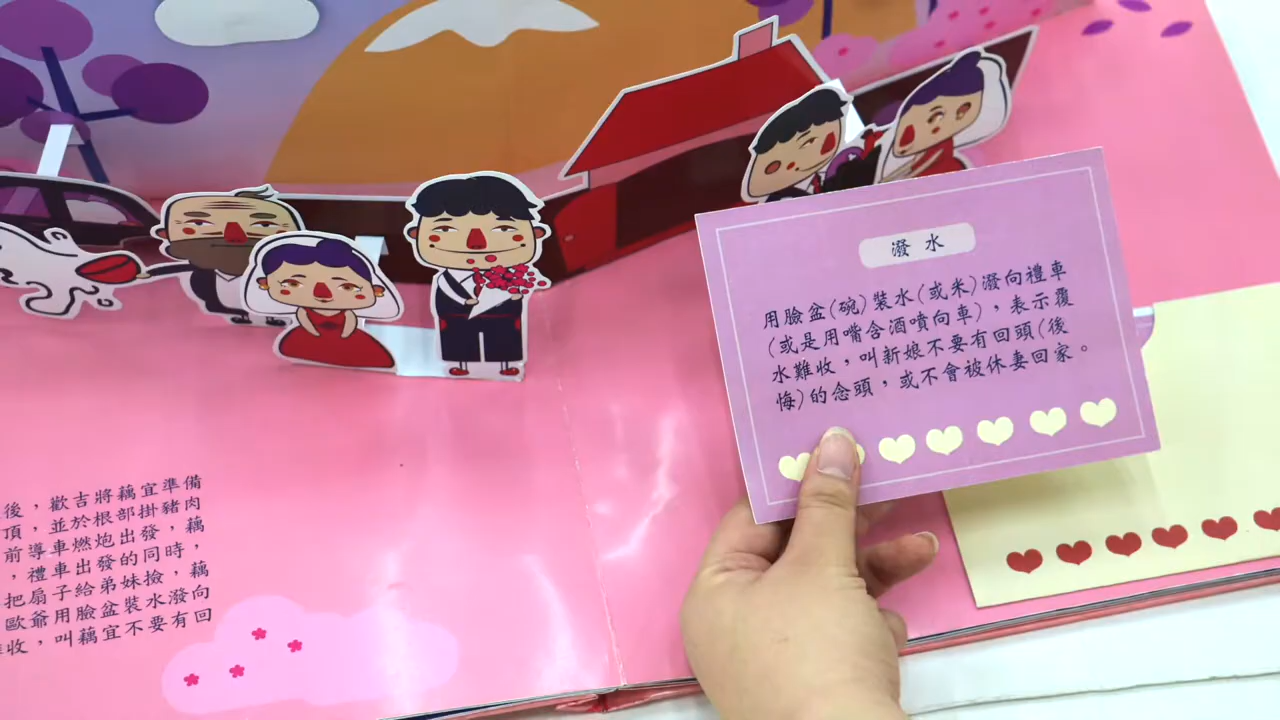 潑水
用臉盆(碗)裝水(或米)潑向禮車
(或是用嘴含酒噴向車)，表示覆
水難收，叫新娘不要有回頭(後
悔)的念頭，或不會被休妻回家。
後，歡吉將藕宜準備
頂，並於根部掛豬肉
前導車燃炮出發，藕
，禮車出發的同時，
把扇子給弟妹撿，藕
歐爺用臉盆裝水潑向
收，叫藕宜不要有回